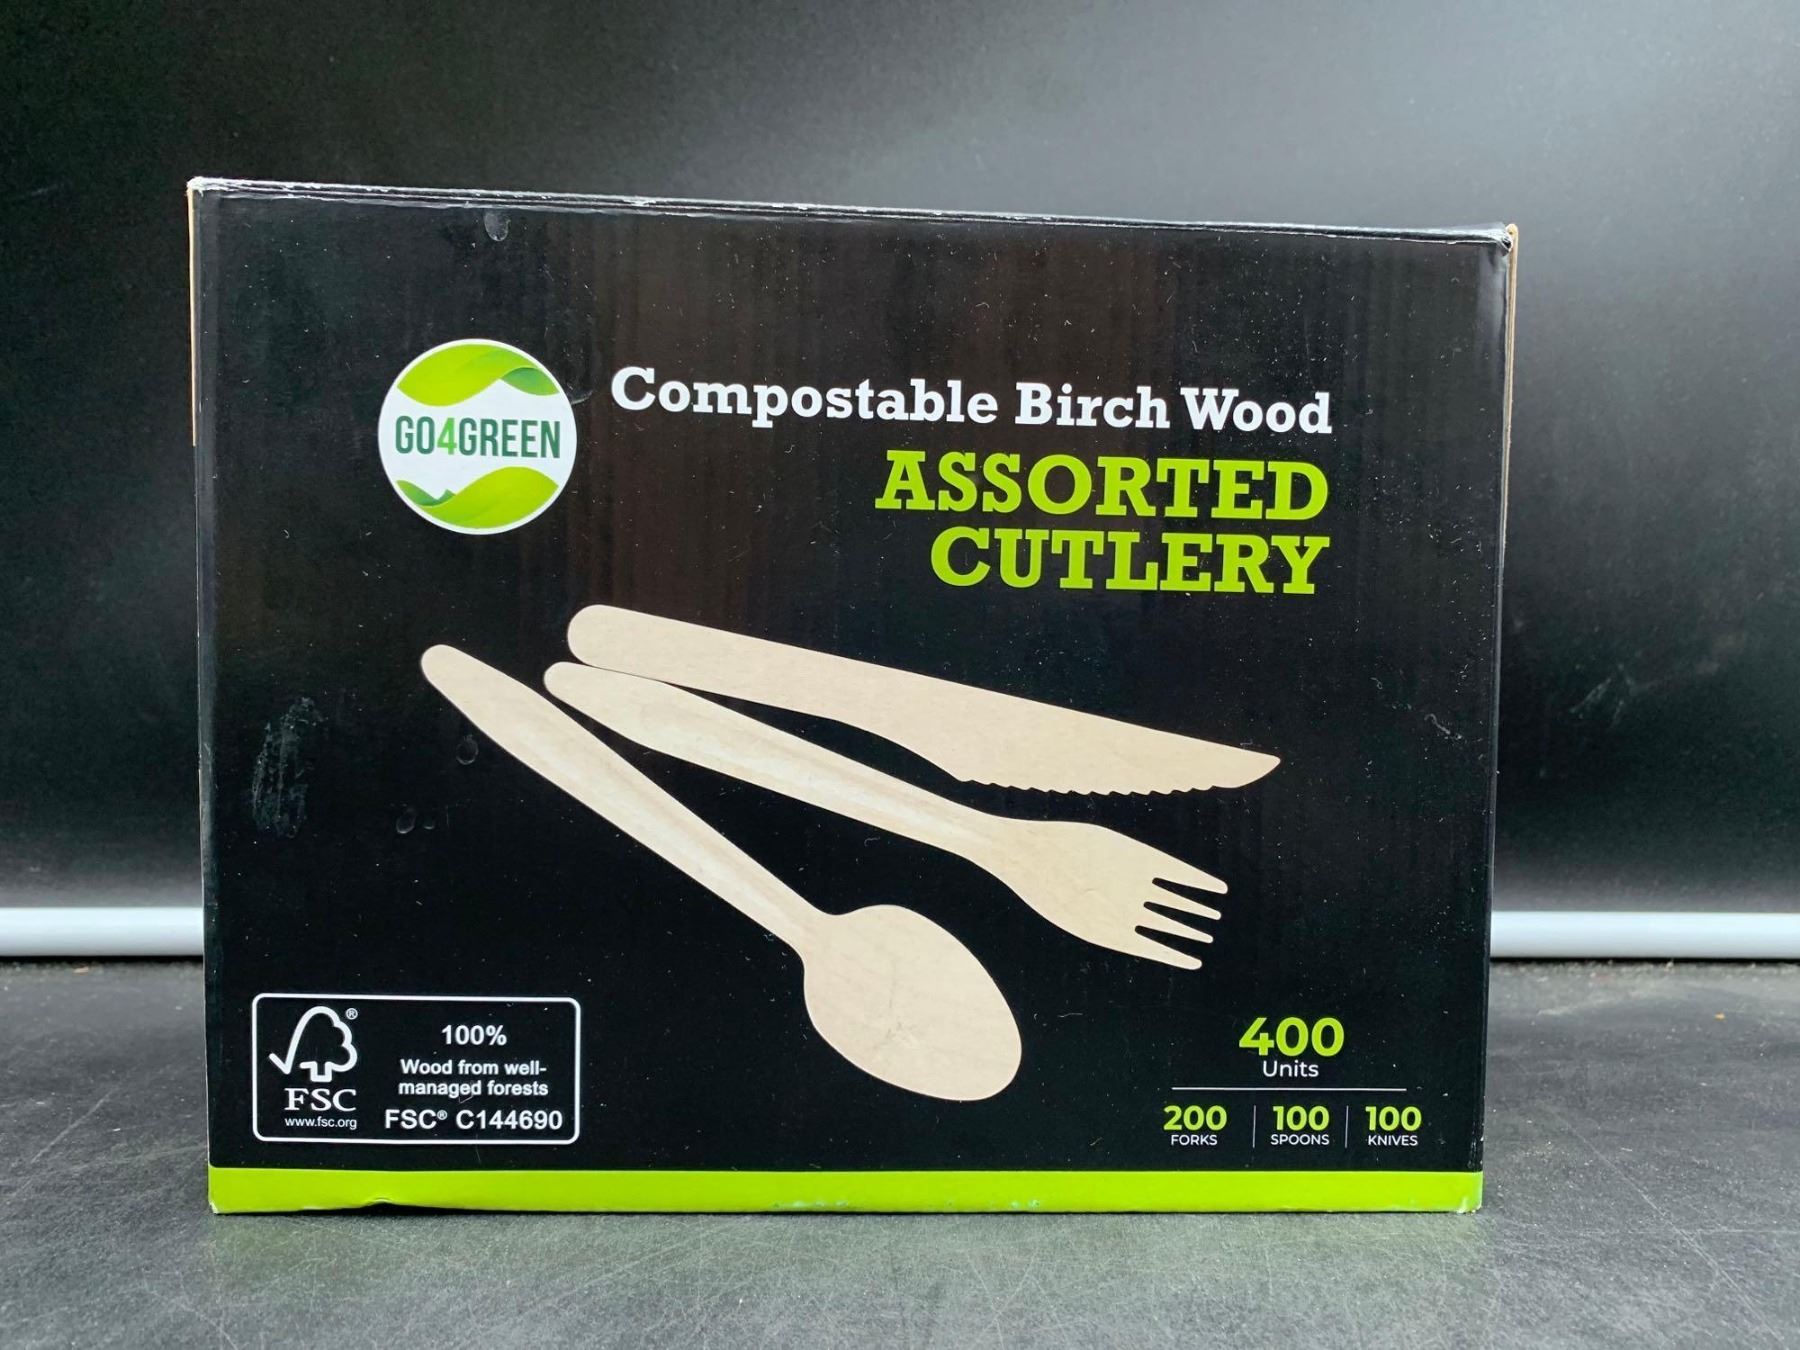 GO4GREEN
Compostable Birch Wood
ASSORTED
CUTLERY
®
FSC
www.fsc.org
100%
Wood from well-
managed forests
FSC® C144690
400
Units
200
FORKS
100
SPOONS
100
KNIVES